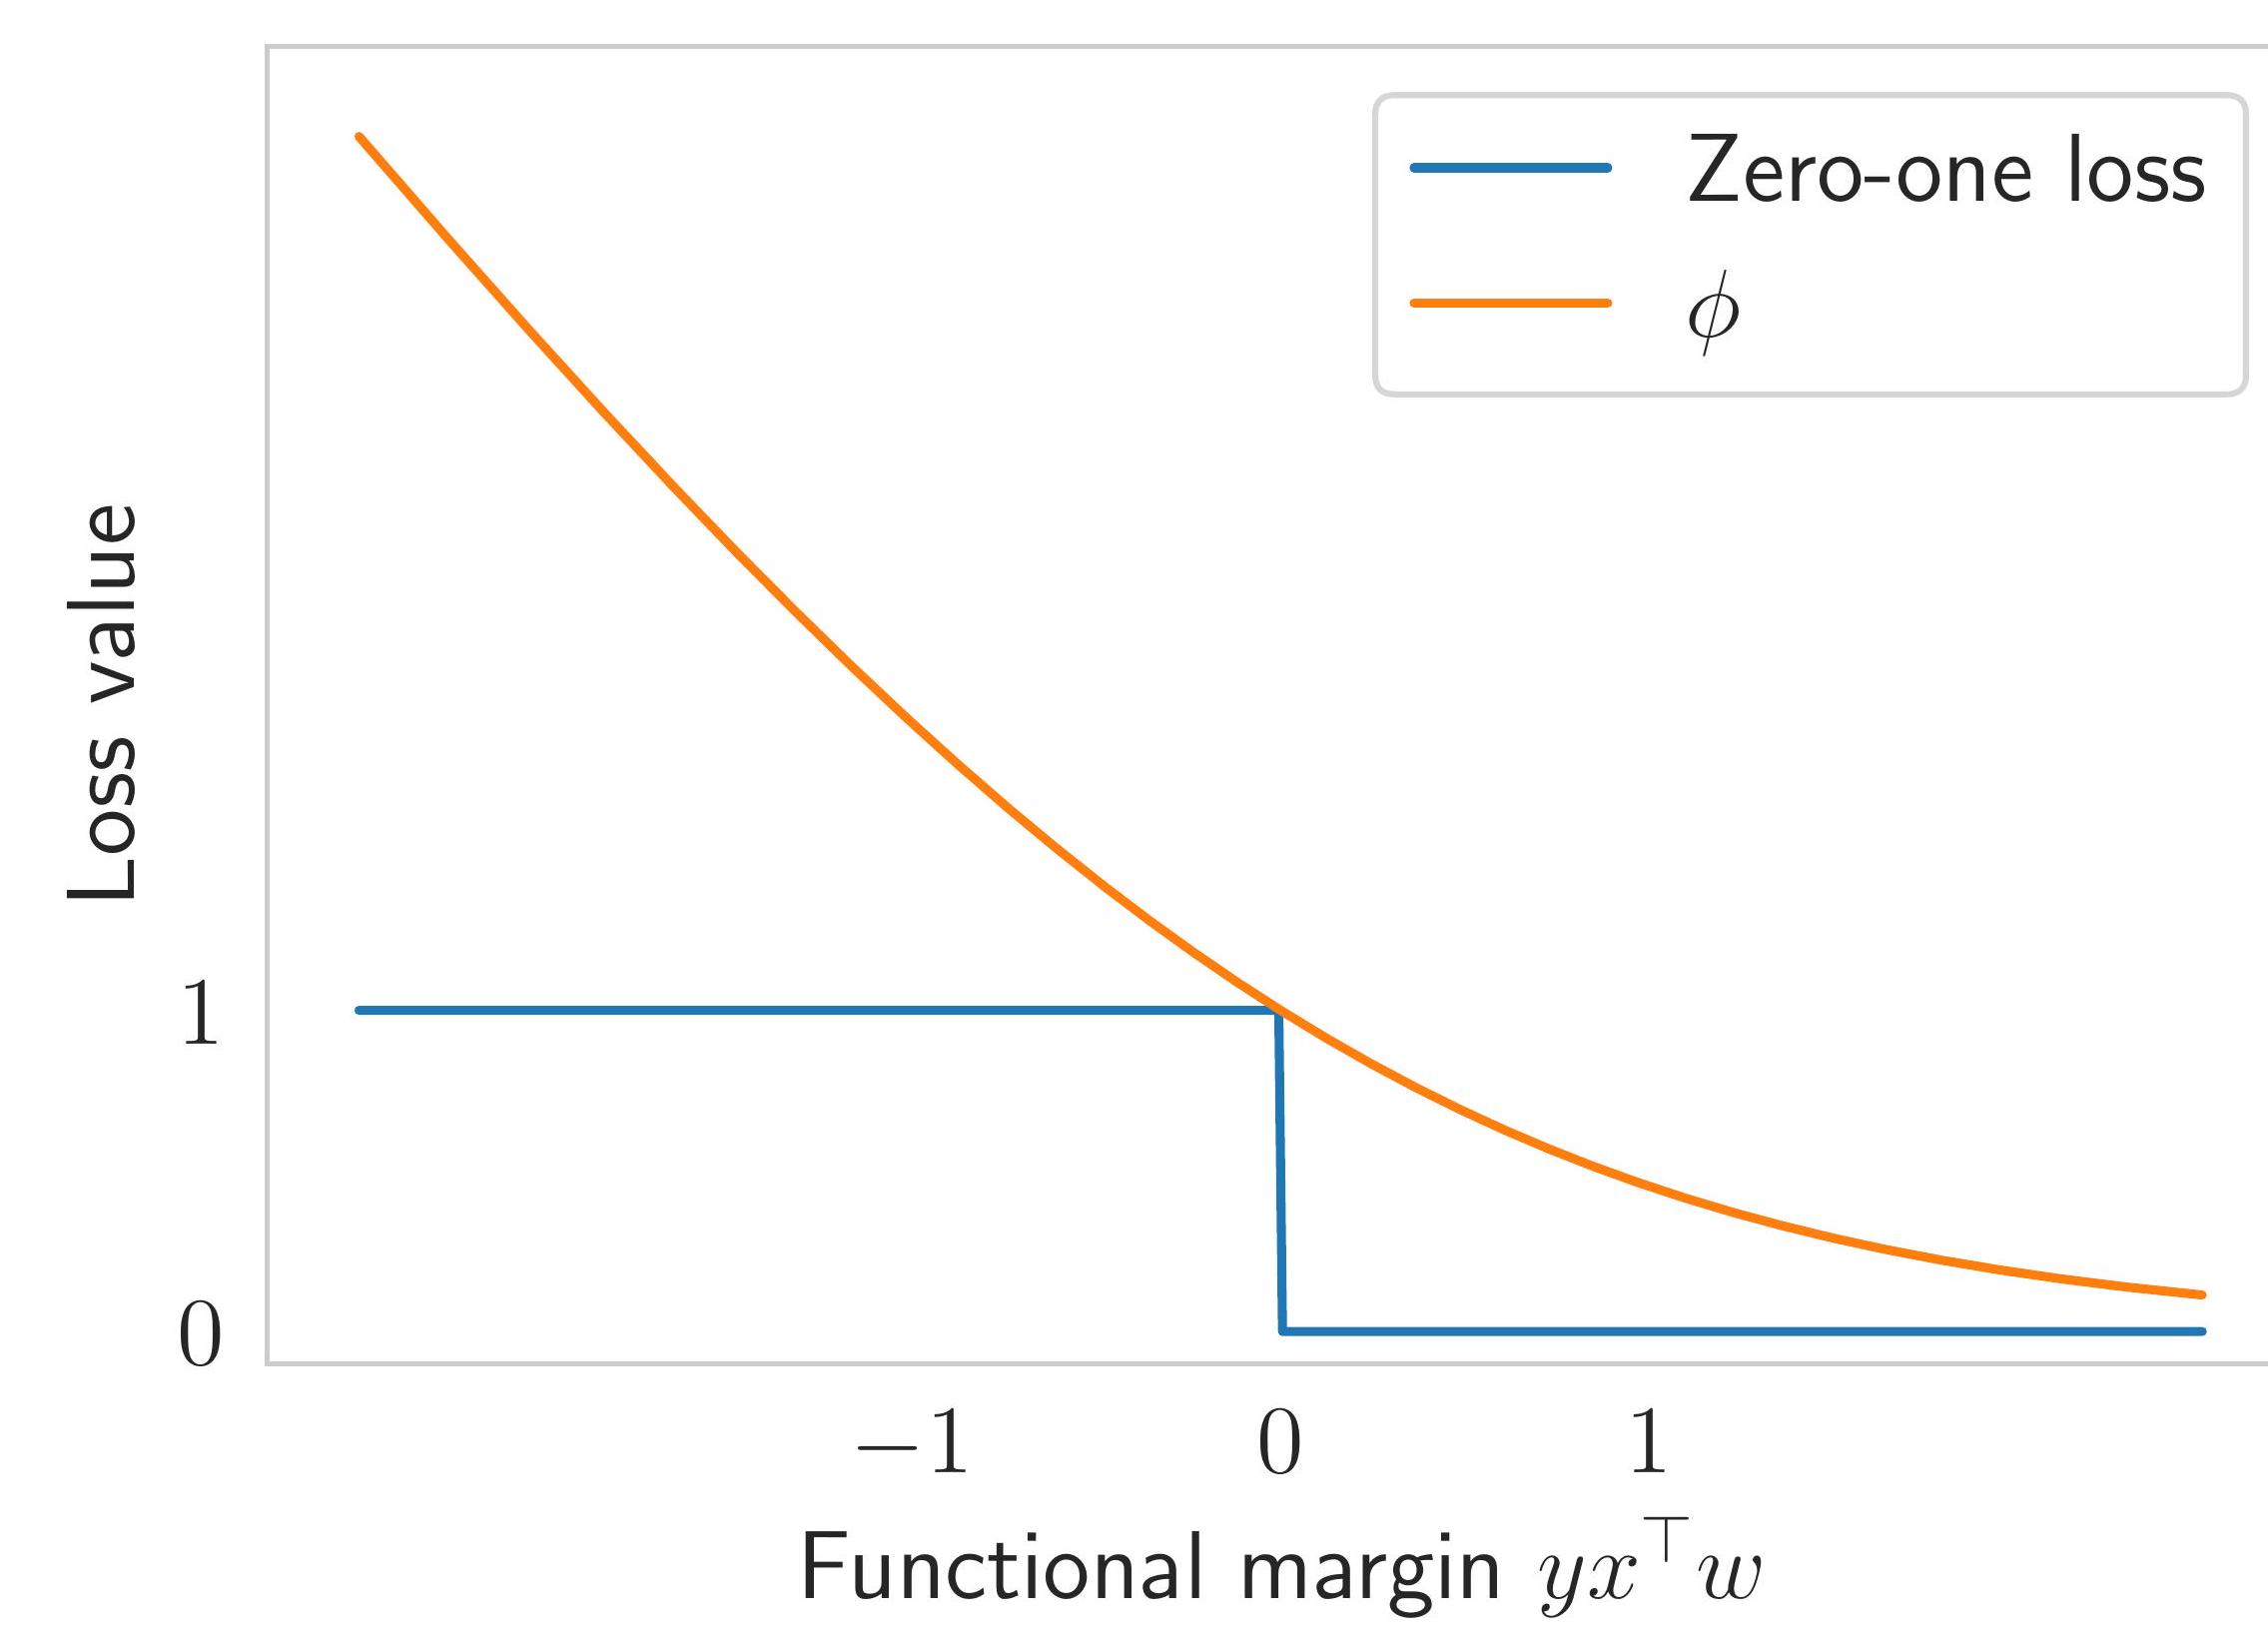 Zero-one loss
ϕ
Loss value
1
0
−1 0 1
Functional margin yx⊤w